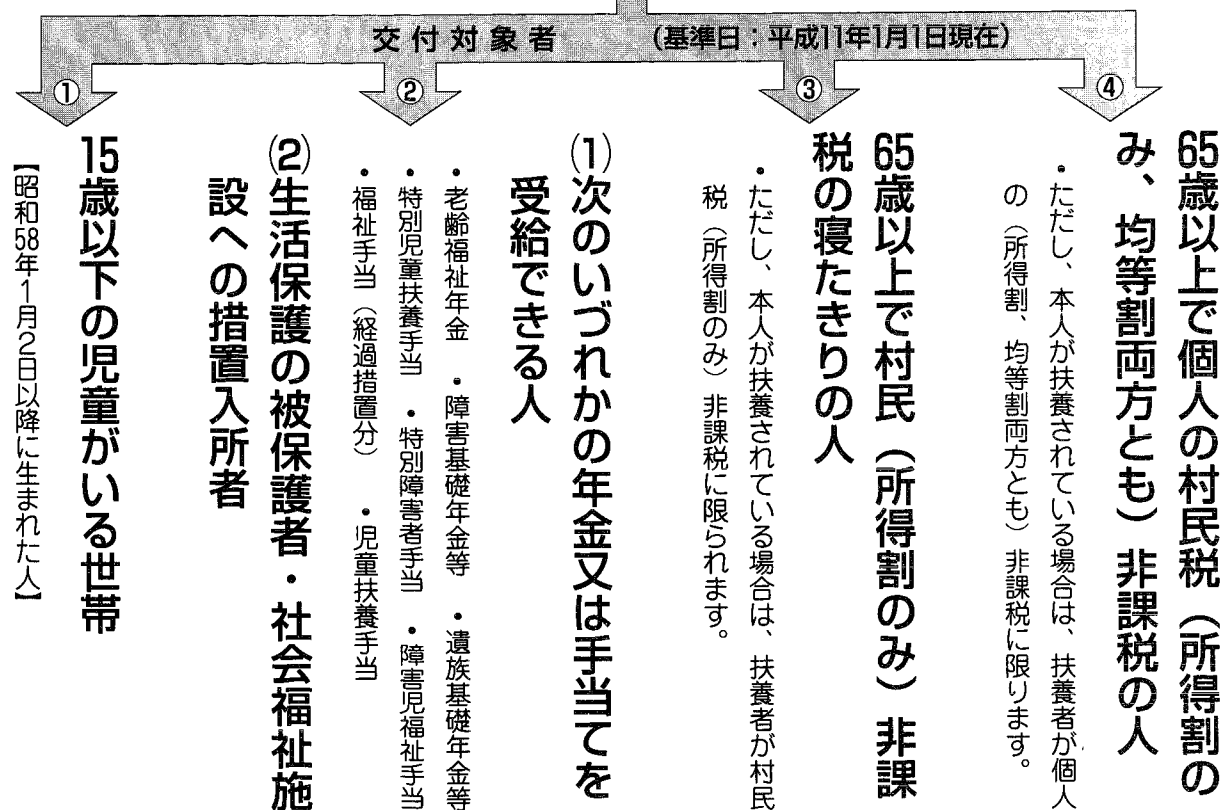 交付対象者 (基準日:平成11年1月1日現在)
①
15歳以下の児童がいる世帯
【昭和58年1月2日以降に生まれた人】
②
(1)次のいづれかの年金又は手当てを
受給できる人
・老齢福祉年金 ・障害基礎年金等 ・遺族基礎年金等
・特別児童扶養手当 ・特別障害者手当 ・障害児福祉手当
・福祉手当(経過措置分) ・児童扶養手当
(2)生活保護の被保護者・社会福祉施
設への措置入所者
③
65歳以上で村民(所得割のみ)非課
税の寝たきりの人
・ただし、本人が扶養されている場合は、扶養者が村民
税(所得割のみ)非課税に限られます。
④
65歳以上で個人の村民税(所得割の
み、均等割両方とも)非課税の人
・ただし、本人が扶養されている場合は、扶養者が個人
の(所得割、均等割両方とも)非課税に限ります。